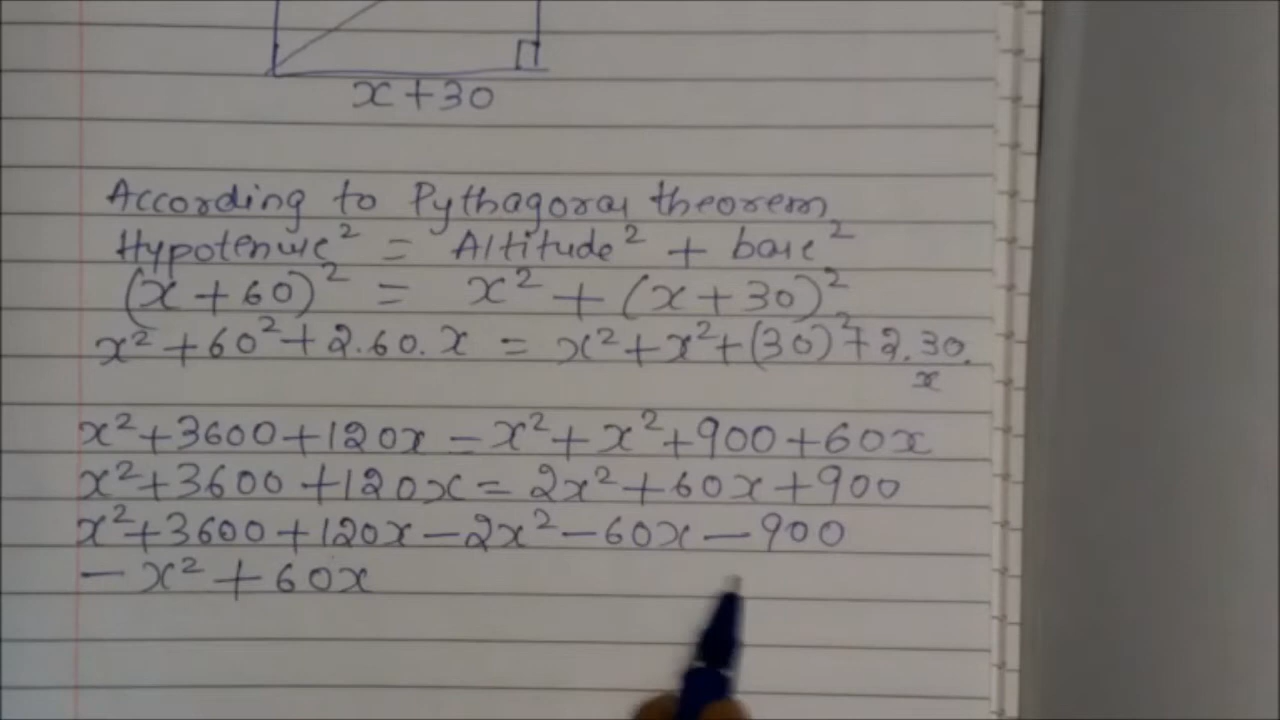 x+30
According to Pythagoras theorem
Hypotenuse² = Altitude² + base²
(x+60)² = x² + (x+30)²
x²+60²+2.60.x = x²+x²+(30)²+2.30.
x
x²+3600+120x = x²+x²+900+60x
x²+3600+120x = 2x²+60x+900
x²+3600+120x-2x²-60x-900
-x²+60x